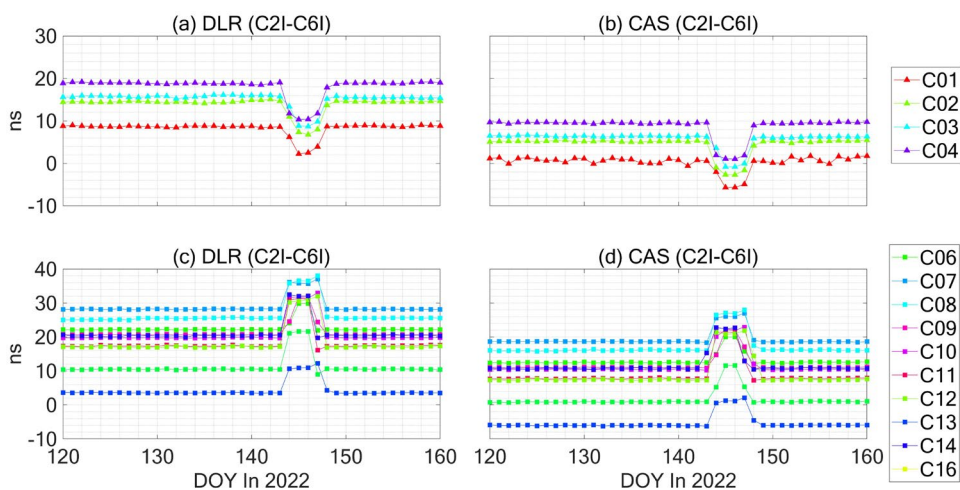 (a) DLR (C2I-C6I)
(b) CAS (C2I-C6I)
30
20
10
0
-10
ns
C01
C02
C03
C04
(c) DLR (C2I-C6I)
(d) CAS (C2I-C6I)
40
30
20
10
0
-10
ns
120 130 140 150 160
120 130 140 150 160
DOY In 2022
DOY In 2022
C06
C07
C08
C09
C10
C11
C12
C13
C14
C16